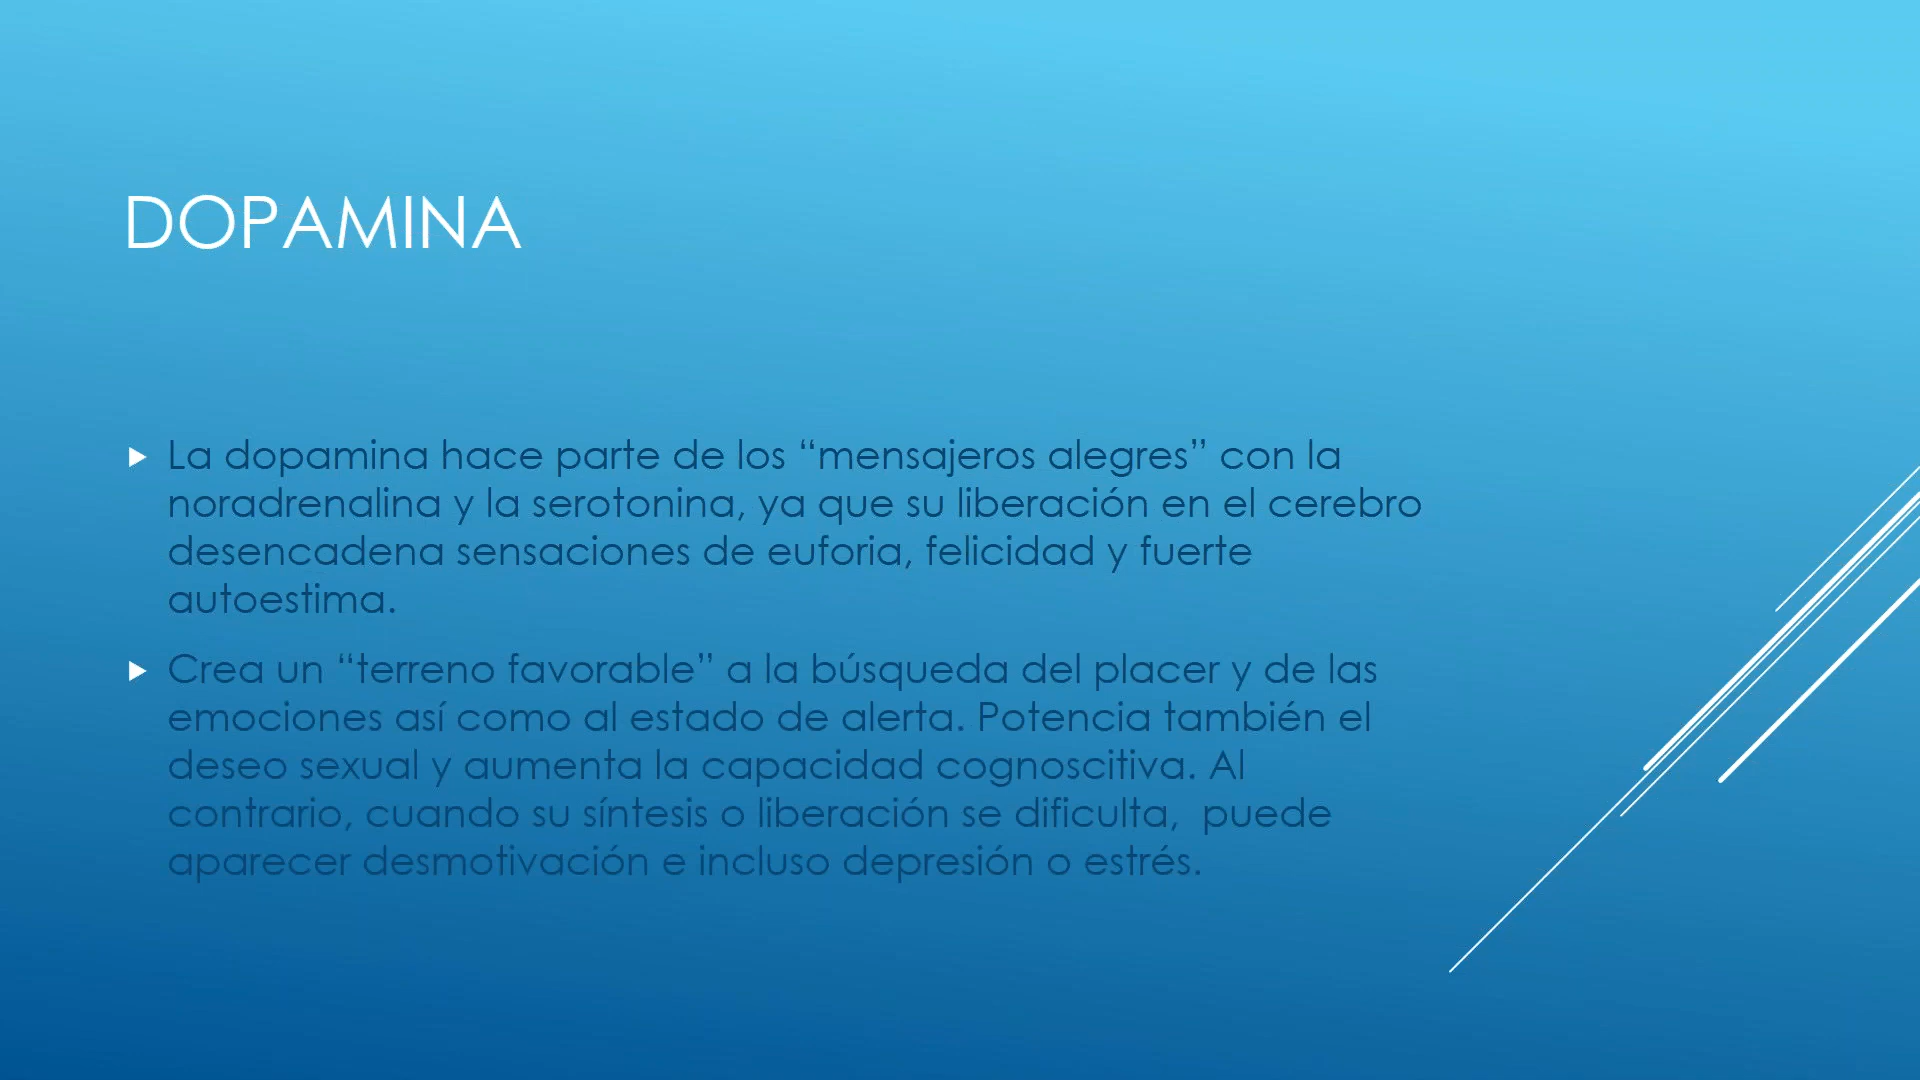 DOPAMINA
La dopamina hace parte de los “mensajeros alegres” con la
noradrenalina y la serotonina, ya que su liberación en el cerebro
desencadena sensaciones de euforia, felicidad y fuerte
autoestima.
Crea un “terreno favorable” a la búsqueda del placer y de las
emociones así como al estado de alerta. Potencia también el
deseo sexual y aumenta la capacidad cognoscitiva. Al
contrario, cuando su síntesis o liberación se dificulta,  puede
aparecer desmotivación e incluso depresión o estrés.